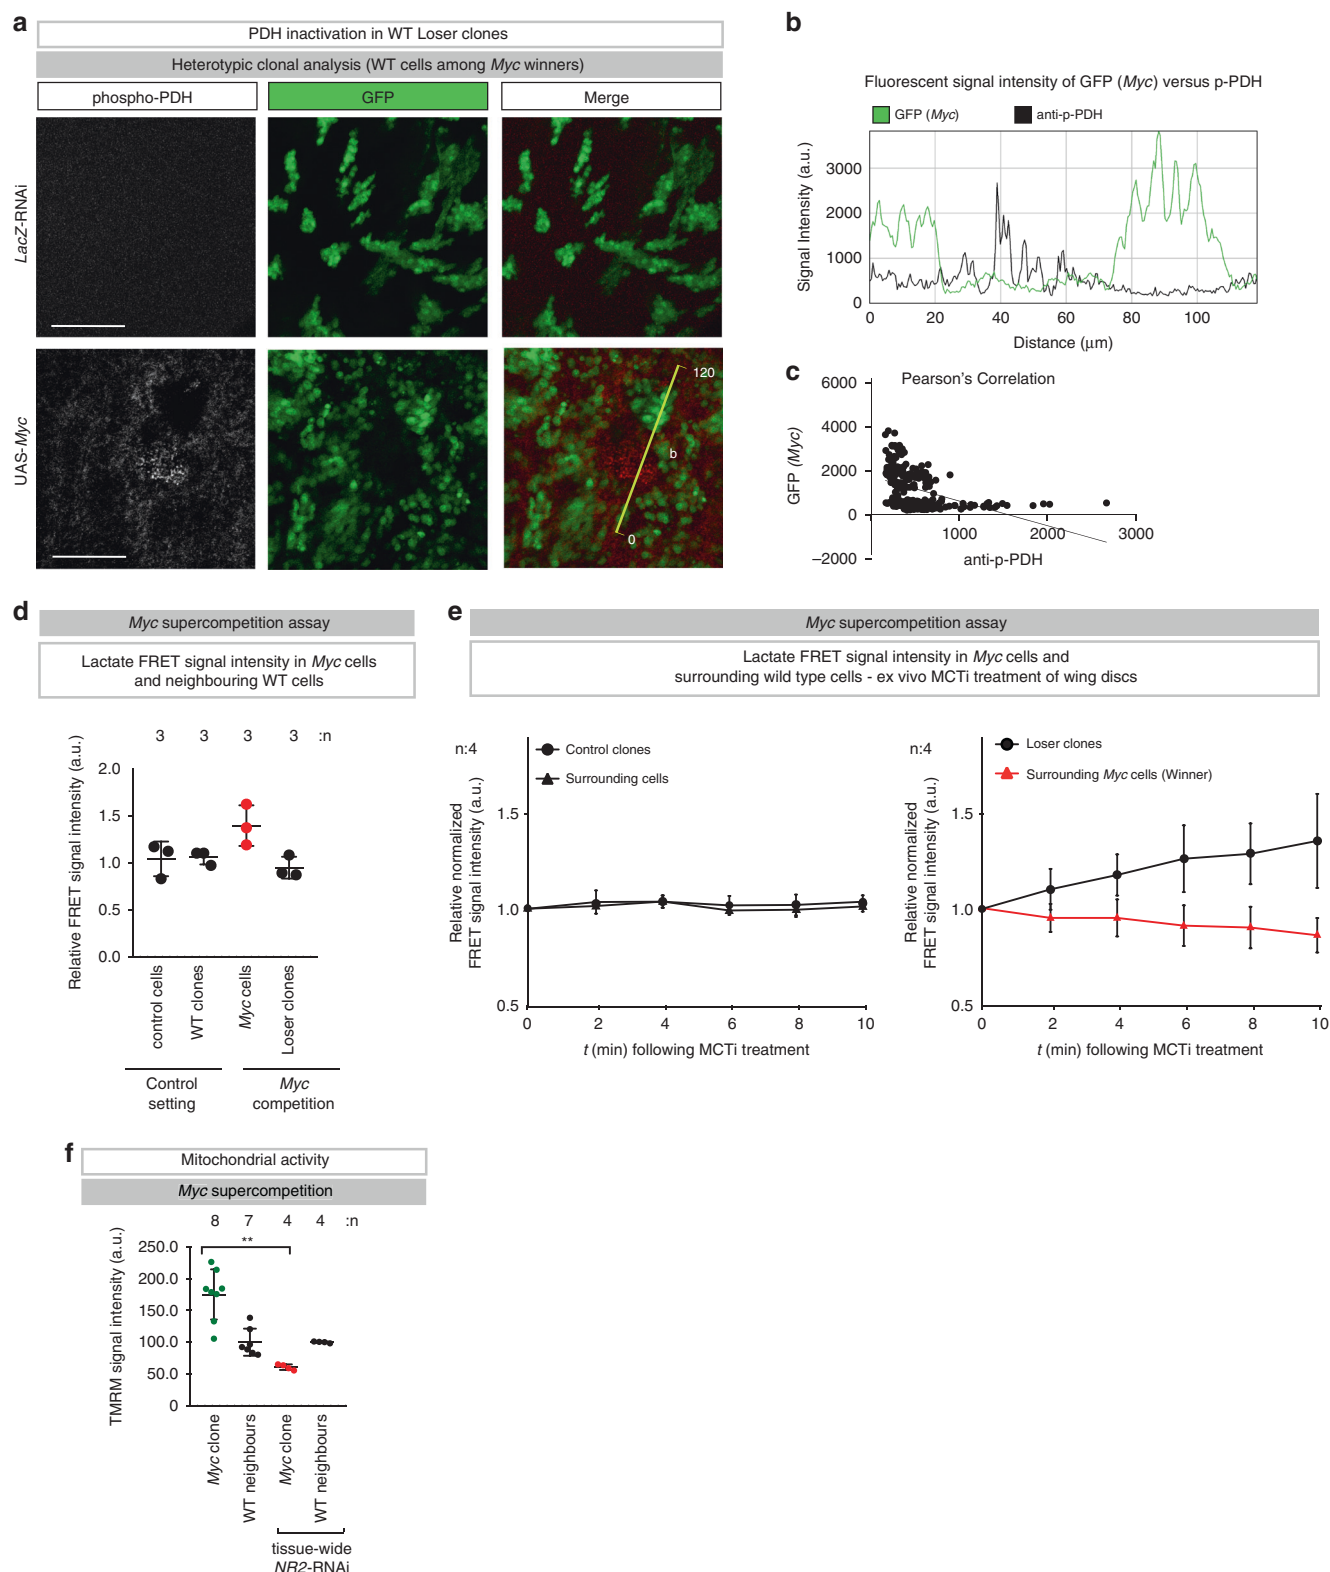 a
PDH inactivation in WT Loser clones
Heterotypic clonal analysis (WT cells among Myc winners)
phospho-PDH
GFP
Merge
LacZ-RNAi
UAS-Myc
120
b
0
b
Fluorescent signal intensity of GFP (Myc) versus p-PDH
GFP (Myc)
anti-p-PDH
Signal Intensity (a.u.)
3000
2000
1000
0
0 20 40 60 80 100
Distance (μm)
c
Pearson's Correlation
GFP (Myc)
6000
4000
2000
0
–2000
1000 2000 3000
anti-p-PDH
d
Myc supercompetition assay
Lactate FRET signal intensity in Myc cells
and neighbouring WT cells
3 3 3 3 :n
Relative FRET signal intensity (a.u.)
2.0
1.5
1.0
0.5
0.0
control cells
WT clones
Myc cells
Loser clones
Control
setting
Myc
competition
e
Myc supercompetition assay
Lactate FRET signal intensity in Myc cells and
surrounding wild type cells - ex vivo MCTi treatment of wing discs
n:4
Control clones
Surrounding cells
Relative normalized
FRET signal intensity (a.u.)
1.5
1.0
0.5
0 2 4 6 8 10
t (min) following MCTi treatment
n:4
Loser clones
Surrounding Myc cells (Winner)
Relative normalized
FRET signal intensity (a.u.)
1.5
1.0
0.5
0 2 4 6 8 10
t (min) following MCTi treatment
f
Mitochondrial activity
Myc supercompetition
8 7 4 4 :n
**
TMRM signal intensity (a.u.)
250.0
200.0
150.0
100.0
50.0
0
Myc clone
WT neighbours
Myc clone
WT neighbours
tissue-wide
NR2-RNAi